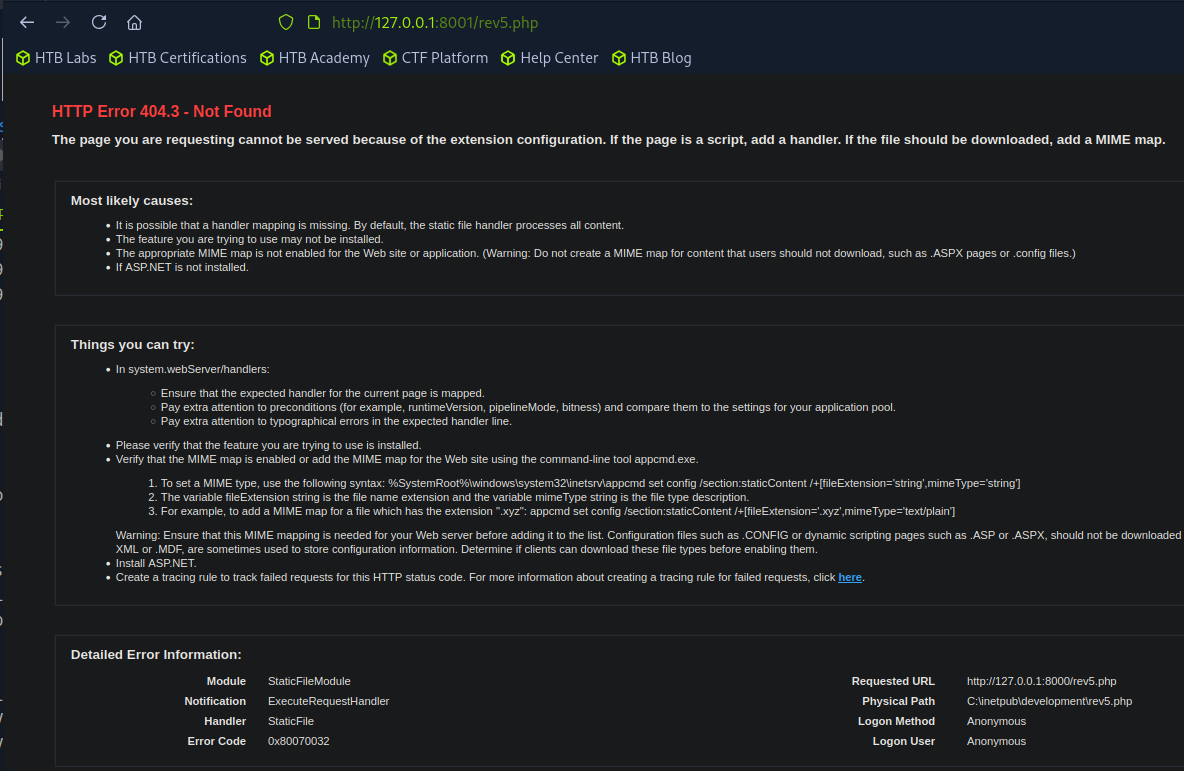 http://127.0.0.1:8001/rev5.php
HTB Labs HTB Certifications HTB Academy CTF Platform Help Center HTB Blog
HTTP Error 404.3 - Not Found
The page you are requesting cannot be served because of the extension configuration. If the page is a script, add a handler. If the file should be downloaded, add a MIME map.
Most likely causes:
It is possible that a handler mapping is missing. By default, the static file handler processes all content.
The feature you are trying to use may not be installed.
The appropriate MIME map is not enabled for the Web site or application. (Warning: Do not create a MIME map for content that users should not download, such as .ASPX pages or .config files.)
If ASP.NET is not installed.
Things you can try:
In system.webServer/handlers:
Ensure that the expected handler for the current page is mapped.
Pay extra attention to preconditions (for example, runtimeVersion, pipelineMode, bitness) and compare them to the settings for your application pool.
Pay extra attention to typographical errors in the expected handler line.
Please verify that the feature you are trying to use is installed.
Verify that the MIME map is enabled or add the MIME map for the Web site using the command-line tool appcmd.exe.
1. To set a MIME type, use the following syntax: %SystemRoot%\windows\system32\inetsrv\appcmd set config /section:staticContent /+[fileExtension='string',mimeType='string']
2. The variable fileExtension string is the file name extension and the variable mimeType string is the file type description.
3. For example, to add a MIME map for a file which has the extension ".xyz": appcmd set config /section:staticContent /+[fileExtension='.xyz',mimeType='text/plain']
Warning: Ensure that this MIME mapping is needed for your Web server before adding it to the list. Configuration files such as .CONFIG or dynamic scripting pages such as .ASP or .ASPX, should not be downloaded
XML or .MDF, are sometimes used to store configuration information. Determine if clients can download these file types before enabling them.
Install ASP.NET.
Create a tracing rule to track failed requests for this HTTP status code. For more information about creating a tracing rule for failed requests, click here.
Detailed Error Information:
Module StaticFileModule Requested URL http://127.0.0.1:8000/rev5.php
Notification ExecuteRequestHandler Physical Path C:\inetpub\development\rev5.php
Handler StaticFile Logon Method Anonymous
Error Code 0x80070032 Logon User Anonymous